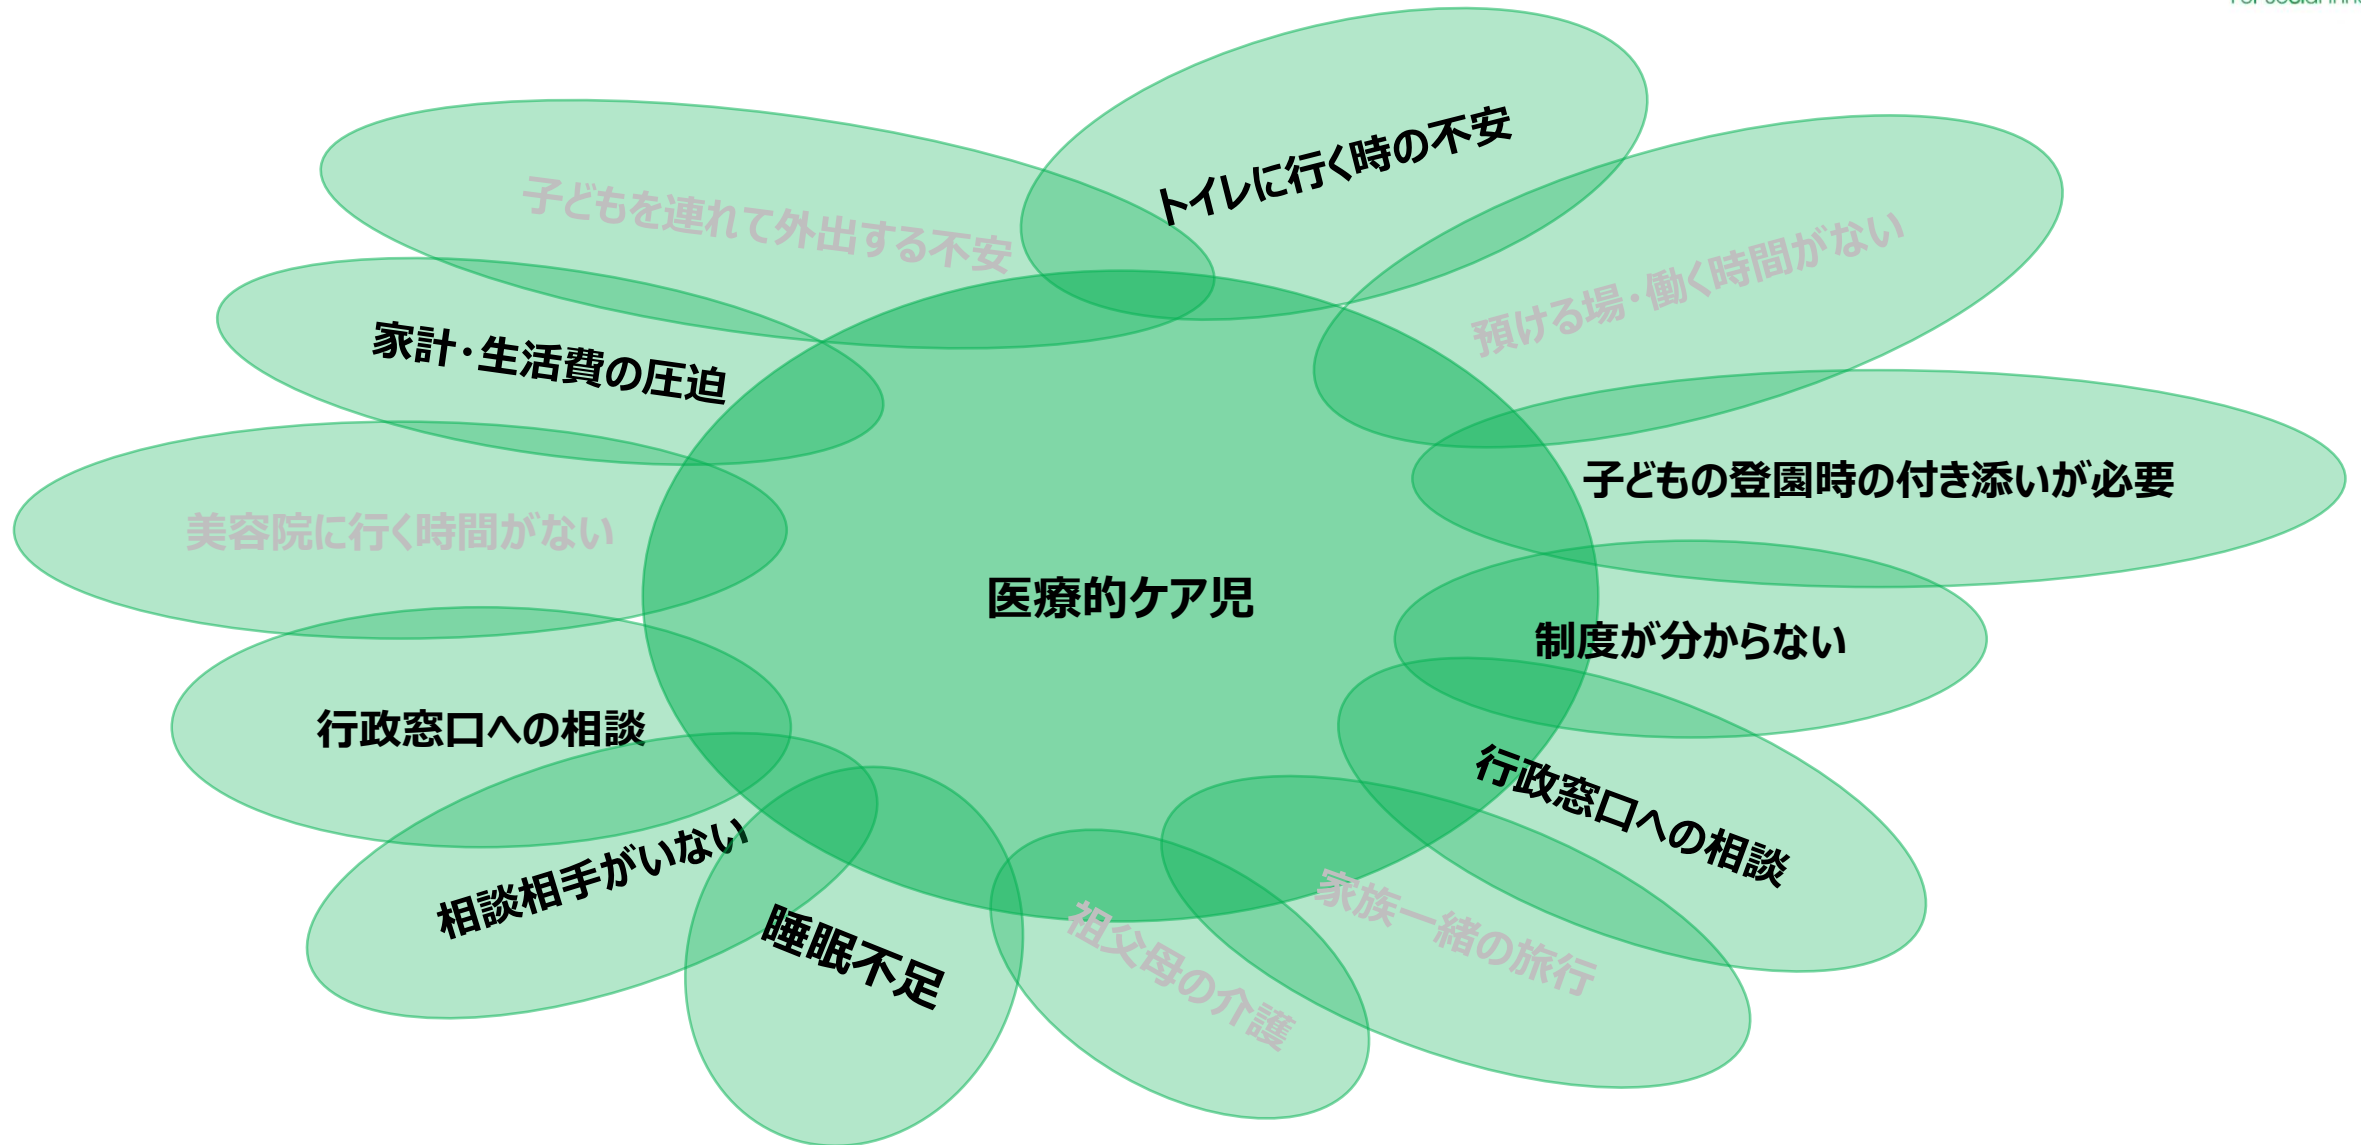 トイレに行く時の不安
子どもを連れて外出する不安
預ける場・働く時間がない
家計・生活費の圧迫
子どもの登園時の付き添いが必要
美容院に行く時間がない
医療的ケア児
制度が分からない
行政窓口への相談
行政窓口への相談
相談相手がいない
睡眠不足
家族一緒の旅行
祖父母の介護